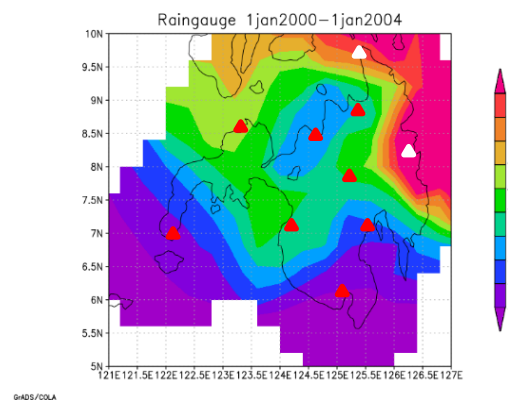 Raingauge 1jan2000–1jan2004
10N
9.5N
9N
8.5N
8N
7.5N
7N
6.5N
6N
5.5N
5N
121E 121.5E 122E 122.5E 123E 123.5E 124E 124.5E 125E 125.5E 126E 126.5E 127E
GrADS/COLA